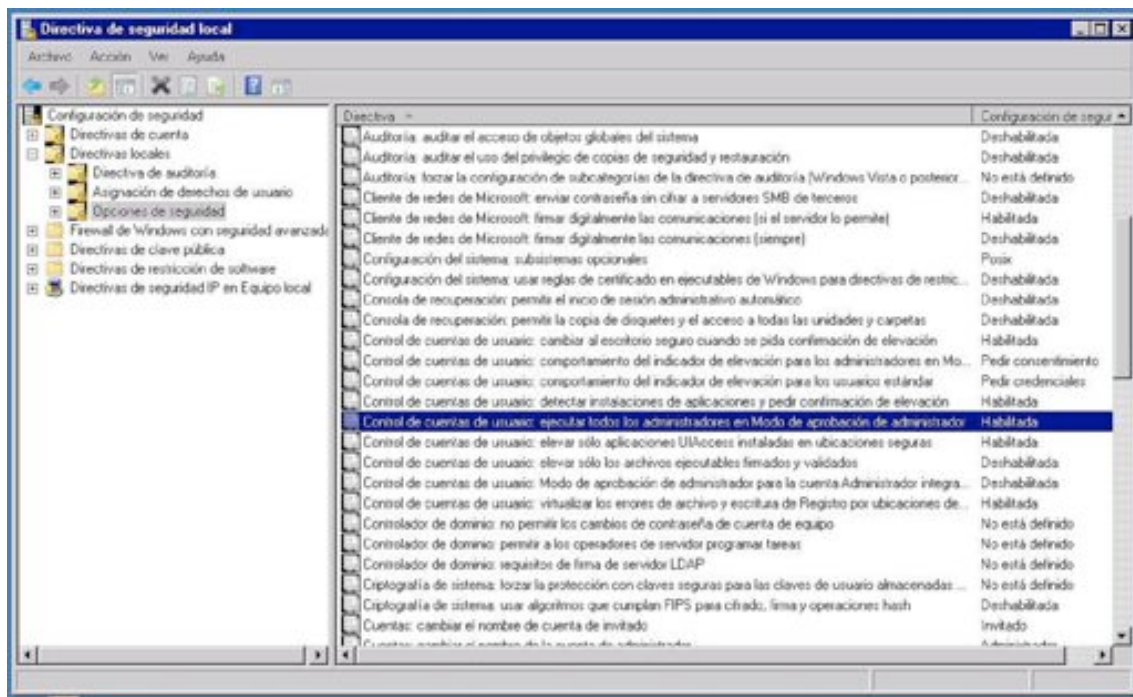 Directiva de seguridad local
Archivo Acción Ver Ayuda
Configuración de seguridad
Directivas de cuenta
Directivas locales
Directiva de auditoría
Asignación de derechos de usuario
Opciones de seguridad
Firewall de Windows con seguridad avanzada
Directivas de clave pública
Directivas de restricción de software
Directivas de seguridad IP en Equipo local
Directiva Configuración de segur
Auditoría: auditar el acceso de objetos globales del sistema Deshabilitada
Auditoría: auditar el uso del privilegio de copias de seguridad y restauración Deshabilitada
Auditoría: forzar la configuración de subcategorías de la directiva de auditoría (Windows Vista o posterior... No está definido
Cliente de redes de Microsoft: enviar contraseña sin cifrar a servidores SMB de terceros Deshabilitada
Cliente de redes de Microsoft: firmar digitalmente las comunicaciones (si el servidor lo permite) Habilitada
Cliente de redes de Microsoft: firmar digitalmente las comunicaciones (siempre) Deshabilitada
Configuración del sistema: subsistemas opcionales Posix
Configuración del sistema: usar reglas de certificado en ejecutables de Windows para directivas de restric... Deshabilitada
Consola de recuperación: permitir el inicio de sesión administrativo automático Deshabilitada
Consola de recuperación: permitir la copia de disquetes y el acceso a todas las unidades y carpetas Deshabilitada
Control de cuentas de usuario: cambiar al escritorio seguro cuando se pida confirmación de elevación Habilitada
Control de cuentas de usuario: comportamiento del indicador de elevación para los administradores en Mo... Pedir consentimiento
Control de cuentas de usuario: comportamiento del indicador de elevación para los usuarios estándar Pedir credenciales
Control de cuentas de usuario: detectar instalaciones de aplicaciones y pedir confirmación de elevación Habilitada
Control de cuentas de usuario: ejecutar todos los administradores en Modo de aprobación de administrador Habilitada
Control de cuentas de usuario: elevar sólo aplicaciones UIAccess instaladas en ubicaciones seguras Habilitada
Control de cuentas de usuario: elevar sólo los archivos ejecutables firmados y validados Deshabilitada
Control de cuentas de usuario: Modo de aprobación de administrador para la cuenta Administrador integra... Deshabilitada
Control de cuentas de usuario: virtualizar los errores de archivo y escritura de Registro por ubicaciones de... Habilitada
Controlador de dominio: no permitir los cambios de contraseña de cuenta de equipo No está definido
Controlador de dominio: permitir a los operadores de servidor programar tareas No está definido
Controlador de dominio: requisitos de firma de servidor LDAP No está definido
Criptografía de sistema: forzar la protección con claves seguras para las claves de usuario almacenadas ... No está definido
Criptografía de sistema: usar algoritmos que cumplan FIPS para cifrado, firma y operaciones hash Deshabilitada
Cuentas: cambiar el nombre de cuenta de invitado Invitado
Cuentas: cambiar el nombre de la cuenta de administrador Administrador